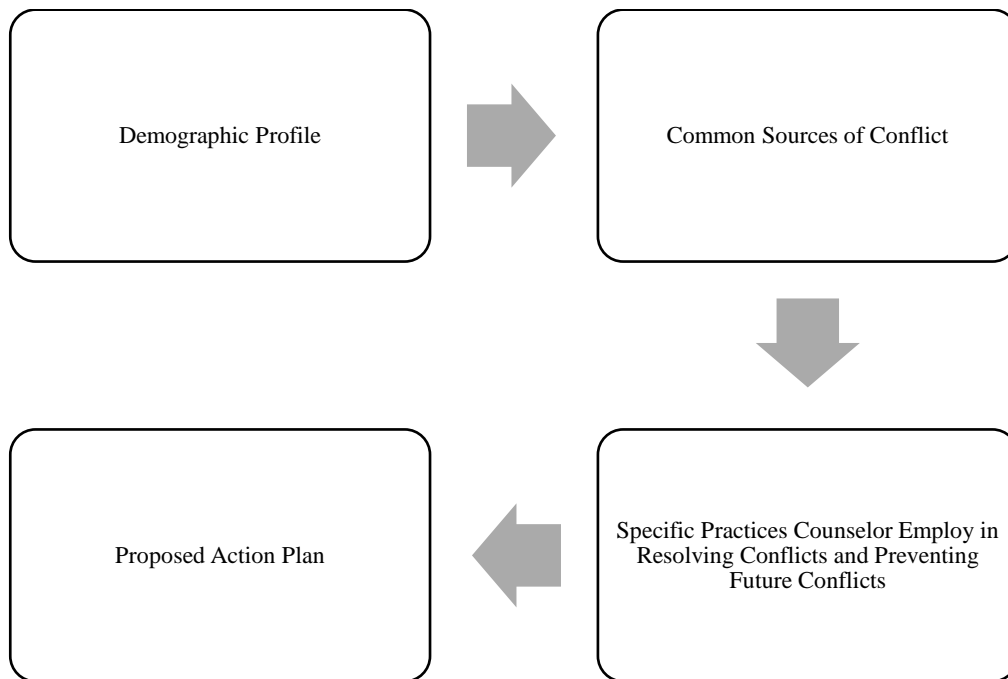 Demographic Profile
Common Sources of Conflict
Specific Practices Counselor Employ in
Resolving Conflicts and Preventing
Future Conflicts
Proposed Action Plan